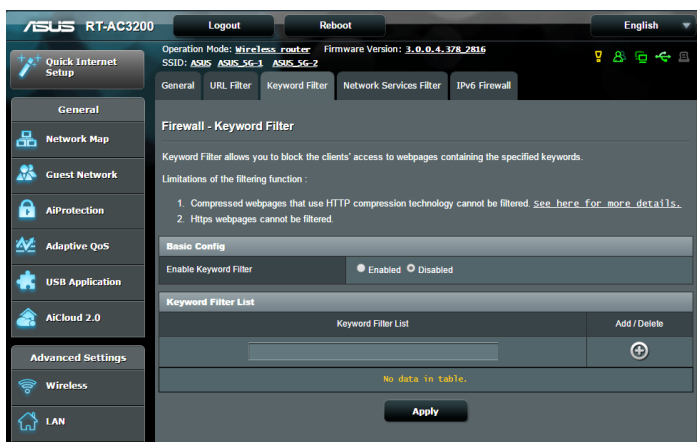 ASUS RT-AC3200 Logout Reboot English
Quick Internet Setup
Operation Mode: Wireless router Firmware Version: 3.0.0.4.378_2816
SSID: ASUS ASUS_5G-1 ASUS_5G-2
General URL Filter Keyword Filter Network Services Filter IPv6 Firewall
General
Network Map
Guest Network
AiProtection
Adaptive QoS
USB Application
AiCloud 2.0
Advanced Settings
Wireless
LAN
Firewall - Keyword Filter
Keyword Filter allows you to block the clients' access to webpages containing the specified keywords.
Limitations of the filtering function :
1. Compressed webpages that use HTTP compression technology cannot be filtered. See here for more details.
2. Https webpages cannot be filtered.
Basic Config
Enable Keyword Filter Enabled Disabled
Keyword Filter List
Keyword Filter List Add / Delete
No data in table.
Apply